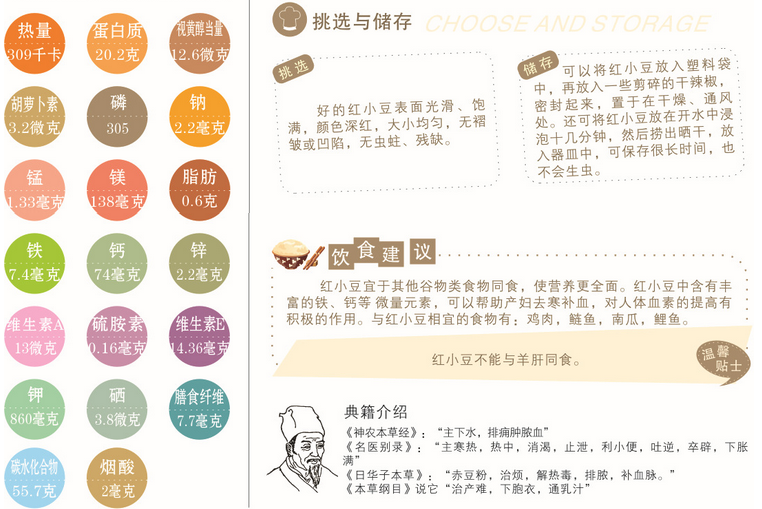 热量
309千卡
蛋白质
20.2克
视黄醇当量
12.6微克
胡萝卜素
3.2微克
磷
305
钠
2.2毫克
锰
1.33毫克
镁
138毫克
脂肪
0.6克
铁
7.4毫克
钙
74毫克
锌
2.2毫克
维生素A
13微克
硫胺素
0.16毫克
维生素E
14.36毫克
钾
860毫克
硒
3.8微克
膳食纤维
7.7毫克
碳水化合物
55.7克
烟酸
2毫克
挑选与储存 CHOOSE AND STORAGE
挑选
好的红小豆表面光滑、饱
满，颜色深红，大小均匀，无褶
皱或凹陷，无虫蛀、残缺。
储存
可以将红小豆放入塑料袋
中，再放入一些剪碎的干辣椒，
密封起来，置于在干燥、通风
处。还可将红小豆放在开水中浸
泡十几分钟，然后捞出晒干，放
入器皿中，可保存很长时间，也
不会生虫。
饮食建议
红小豆宜于其他谷物类食物同食，使营养更全面。红小豆中含有丰
富的铁、钙等 微量元素，可以帮助产妇去寒补血，对人体血素的提高有
积极的作用。与红小豆相宜的食物有：鸡肉，鲢鱼，南瓜，鲤鱼。
红小豆不能与羊肝同食。
温馨
贴士
典籍介绍
《神农本草经》：“主下水，排痈肿脓血”
《名医别录》：“主寒热，热中，消渴，止泄，利小便，吐逆，卒辟，下胀
满”
《日华子本草》：“赤豆粉，治烦，解热毒，排脓，补血脉。”
《本草纲目》说它“治产难，下胞衣，通乳汁”